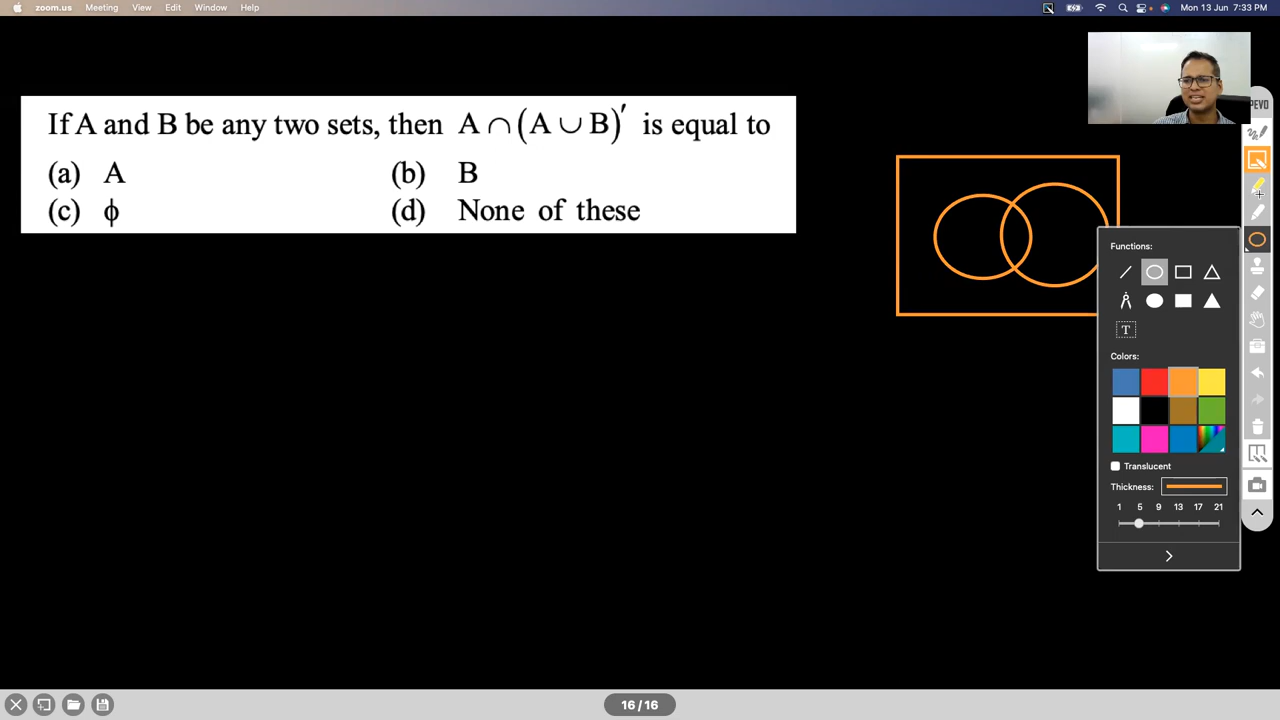 zoom.us Meeting View Edit Window Help Mon 13 Jun 7:33 PM
If A and B be any two sets, then A ∩ (A ∪ B)′ is equal to
(a) A (b) B
(c) ϕ (d) None of these
Functions:
T
Colors:
Translucent
Thickness:
1 5 9 13 17 21
16 / 16